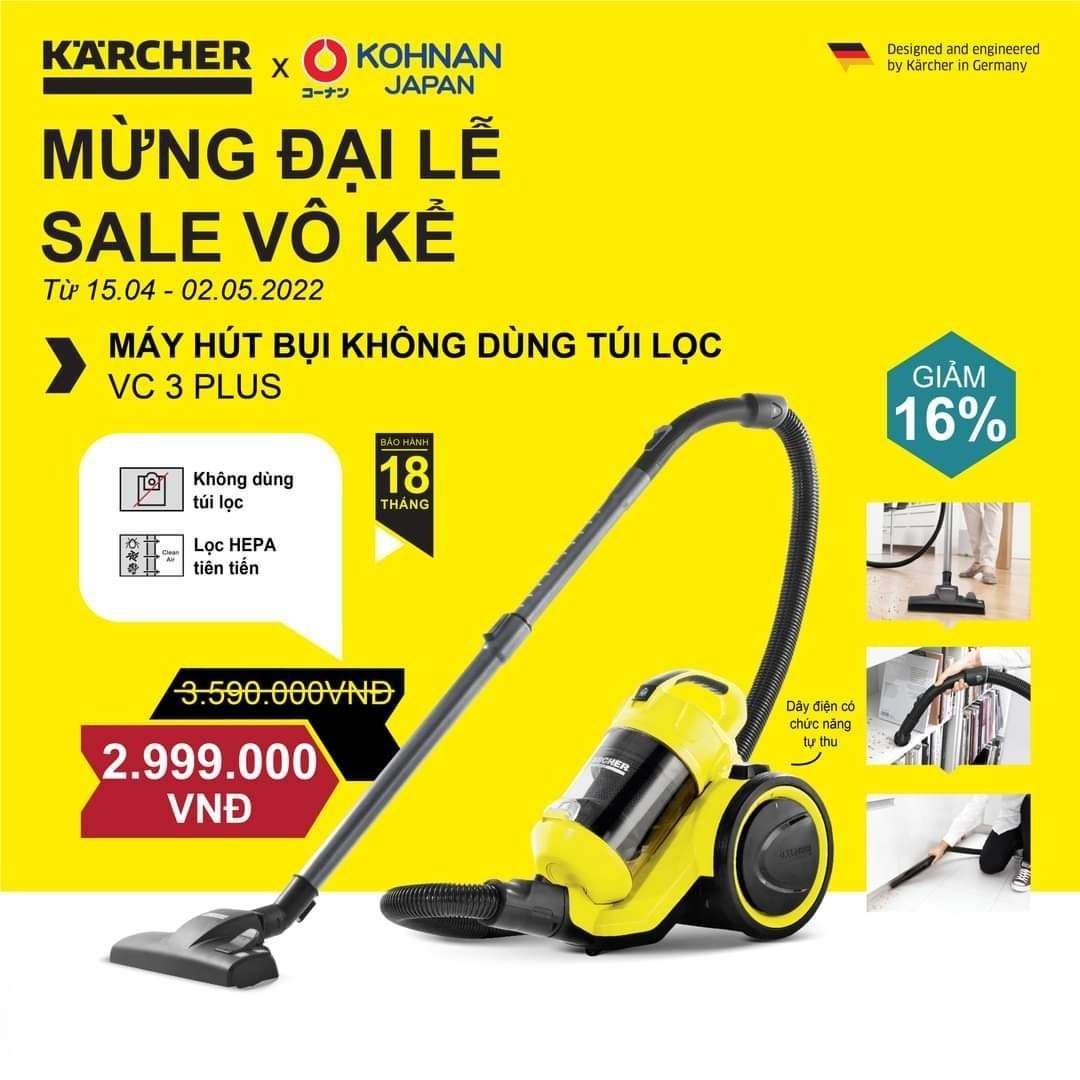 KÄRCHER x KOHNAN
コーナン JAPAN
Designed and engineered
by Kärcher in Germany
MỪNG ĐẠI LỄ
SALE VÔ KỂ
Từ 15.04 - 02.05.2022
MÁY HÚT BỤI KHÔNG DÙNG TÚI LỌC
VC 3 PLUS
GIẢM
16%
BẢO HÀNH
18
THÁNG
Không dùng
túi lọc
Clean
Air
Lọc HEPA
tiên tiến
3.590.000VNĐ
2.999.000
VNĐ
Dây điện có
chức năng
tự thu
KÄRCHER